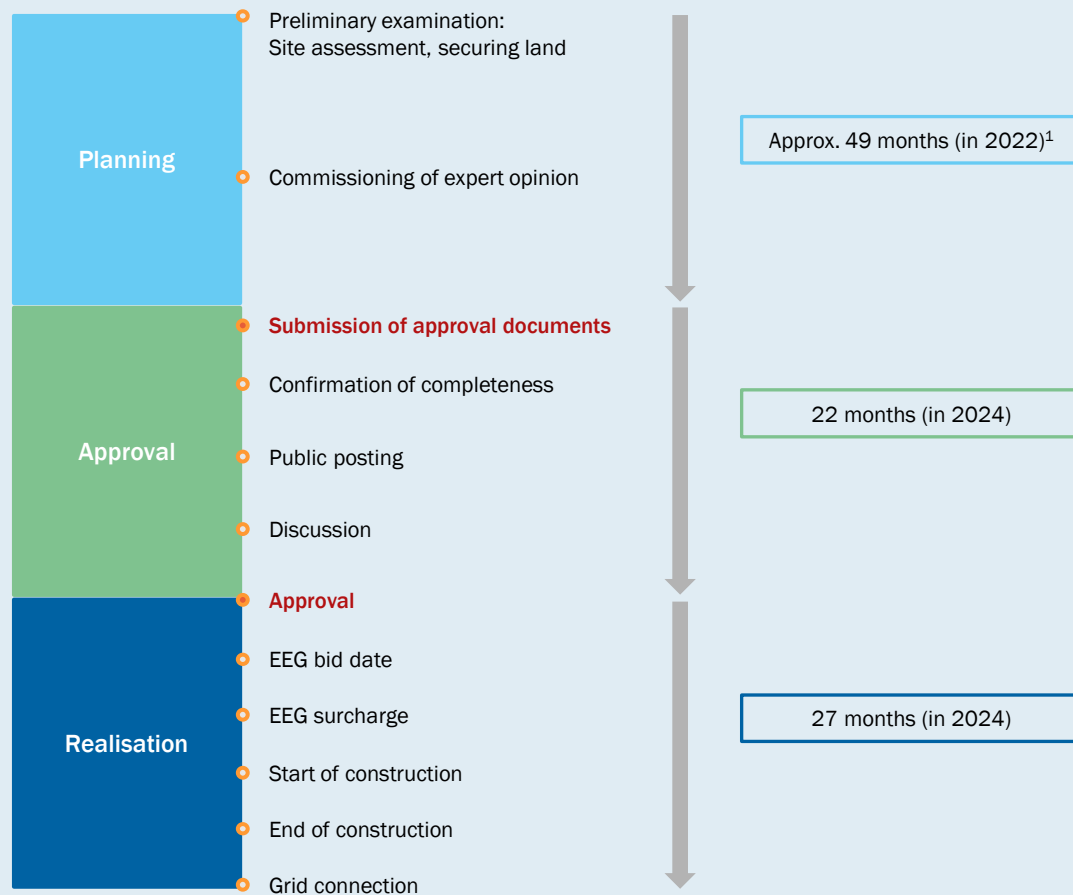 Planning
Preliminary examination:
Site assessment, securing land
Commissioning of expert opinion
Approx. 49 months (in 2022)¹
Approval
Submission of approval documents
Confirmation of completeness
Public posting
Discussion
22 months (in 2024)
Realisation
Approval
EEG bid date
EEG surcharge
Start of construction
End of construction
Grid connection
27 months (in 2024)